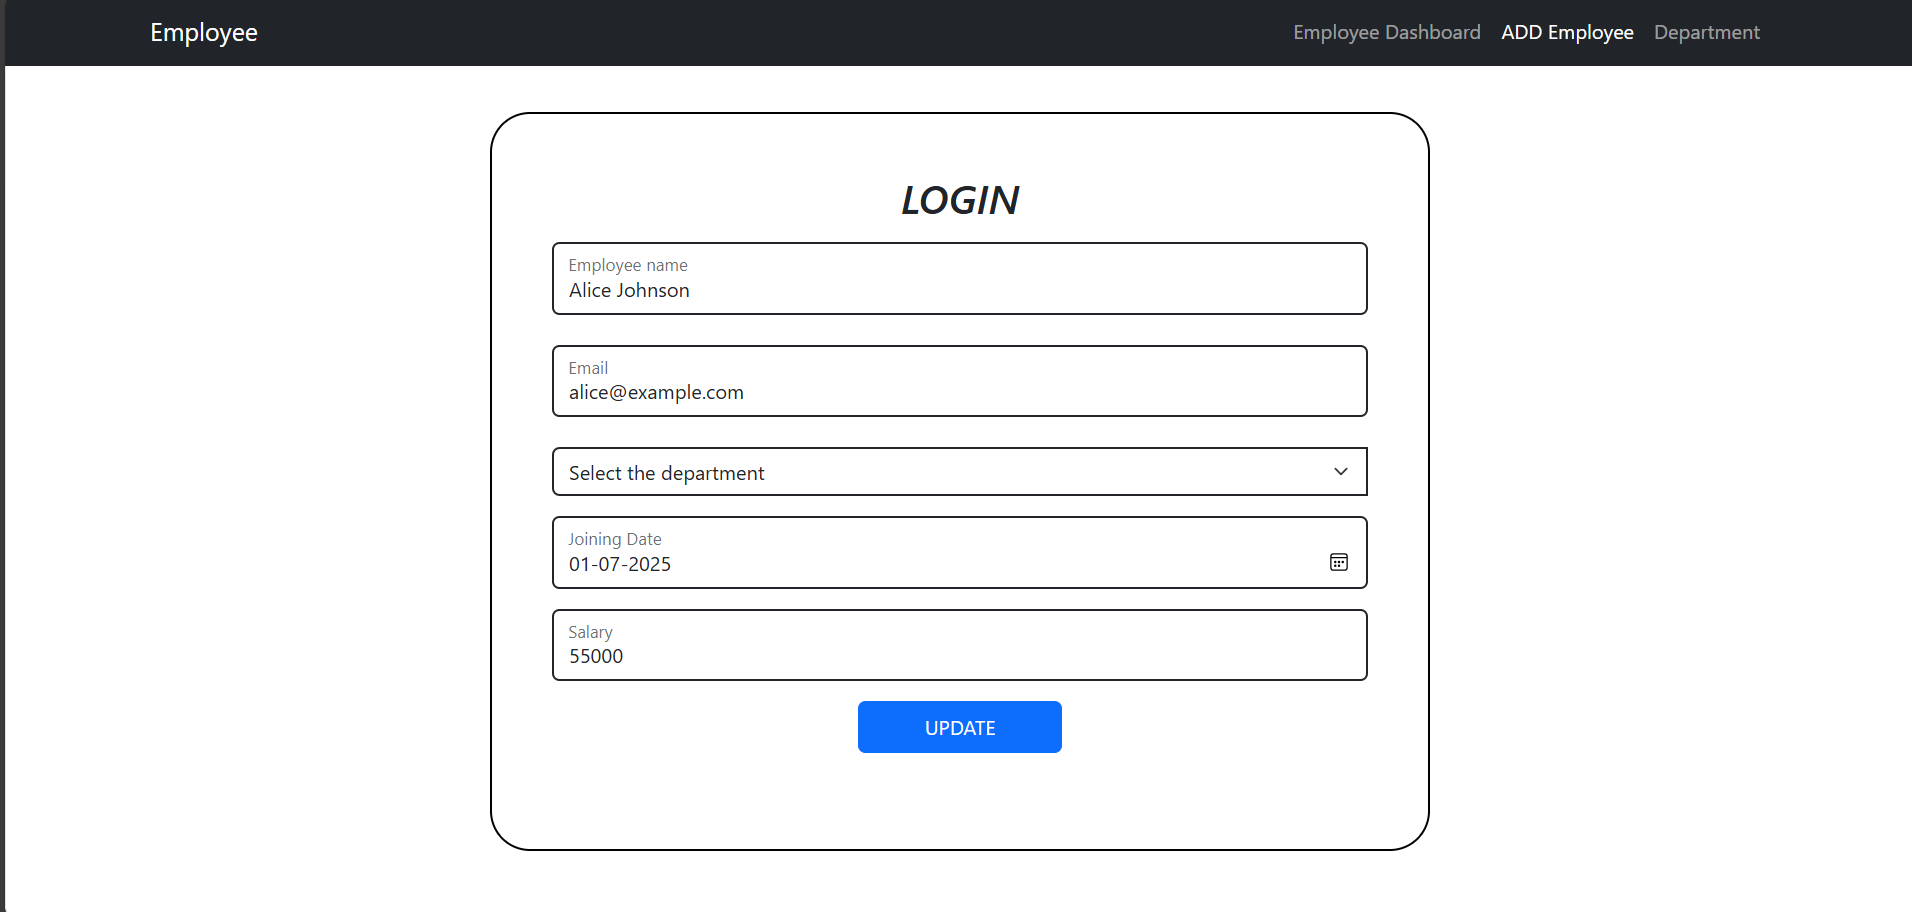 Employee
Employee Dashboard ADD Employee Department
LOGIN
Employee name
Alice Johnson
Email
alice@example.com
Select the department
Joining Date
01-07-2025
Salary
55000
UPDATE